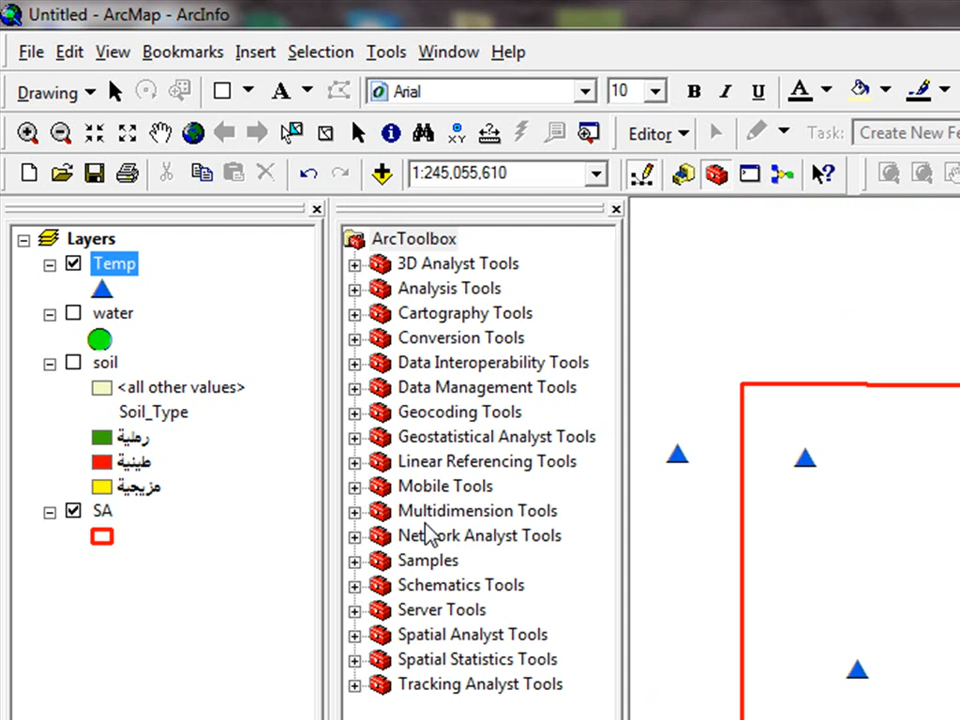 Untitled - ArcMap - ArcInfo
File Edit View Bookmarks Insert Selection Tools Window Help
Drawing A Arial 10 B I U A
XY Editor Task: Create New Fe
1:245,055,610
Layers
Temp
water
soil
<all other values>
Soil_Type
رملية
طينية
مزيجية
SA
ArcToolbox
3D Analyst Tools
Analysis Tools
Cartography Tools
Conversion Tools
Data Interoperability Tools
Data Management Tools
Geocoding Tools
Geostatistical Analyst Tools
Linear Referencing Tools
Mobile Tools
Multidimension Tools
Network Analyst Tools
Samples
Schematics Tools
Server Tools
Spatial Analyst Tools
Spatial Statistics Tools
Tracking Analyst Tools